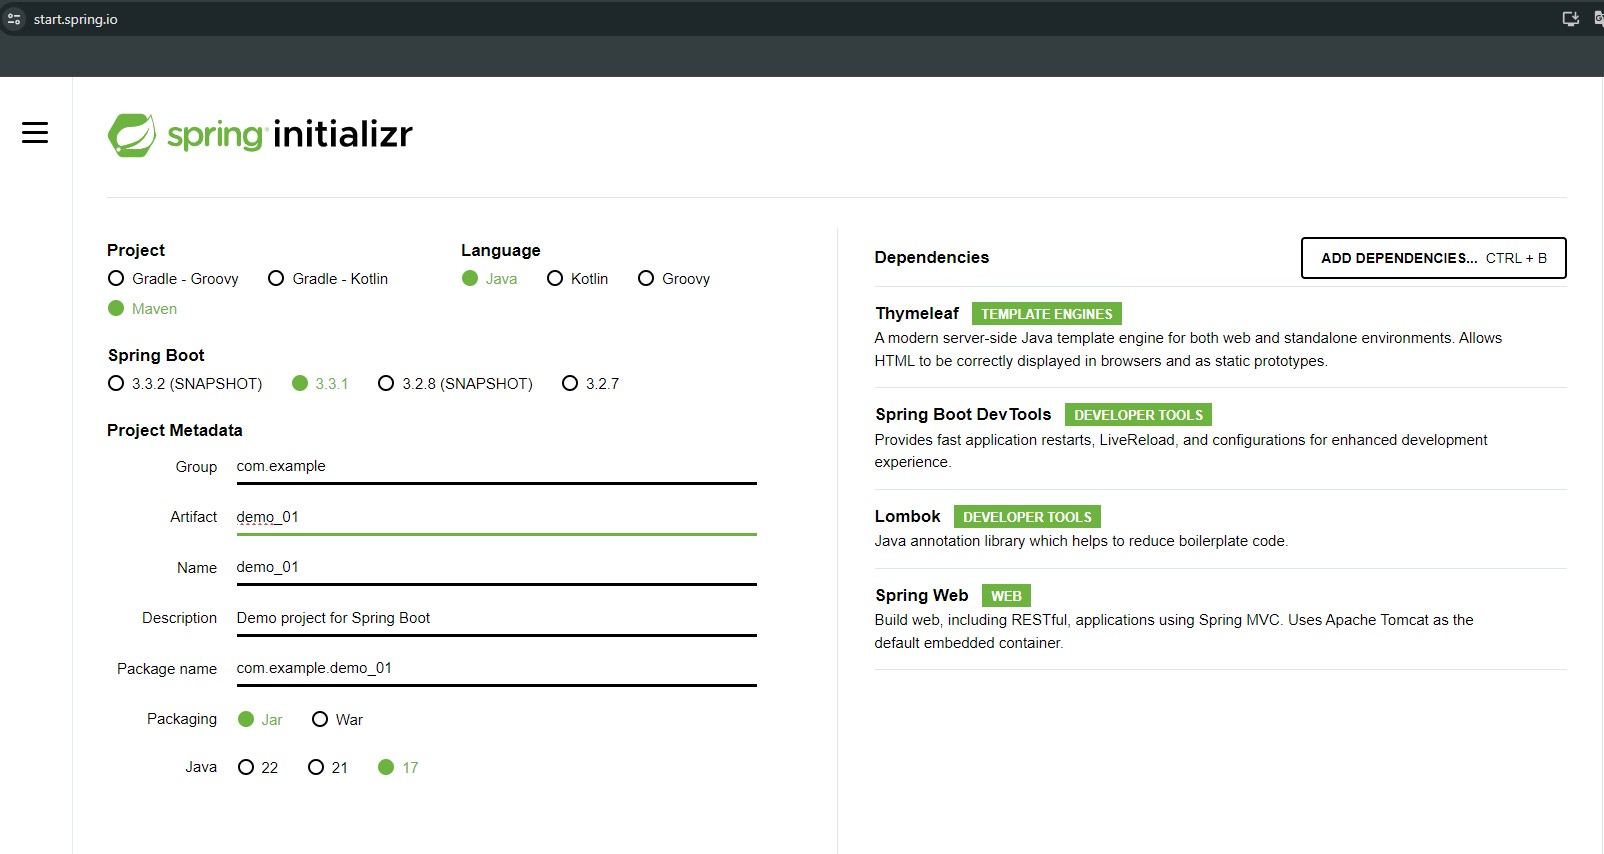 start.spring.io
spring initializr
Project
Gradle - Groovy Gradle - Kotlin
Maven
Language
Java Kotlin Groovy
Spring Boot
3.3.2 (SNAPSHOT) 3.3.1 3.2.8 (SNAPSHOT) 3.2.7
Project Metadata
Group com.example
Artifact demo_01
Name demo_01
Description Demo project for Spring Boot
Package name com.example.demo_01
Packaging Jar War
Java 22 21 17
Dependencies
ADD DEPENDENCIES... CTRL + B
Thymeleaf TEMPLATE ENGINES
A modern server-side Java template engine for both web and standalone environments. Allows
HTML to be correctly displayed in browsers and as static prototypes.
Spring Boot DevTools DEVELOPER TOOLS
Provides fast application restarts, LiveReload, and configurations for enhanced development
experience.
Lombok DEVELOPER TOOLS
Java annotation library which helps to reduce boilerplate code.
Spring Web WEB
Build web, including RESTful, applications using Spring MVC. Uses Apache Tomcat as the
default embedded container.